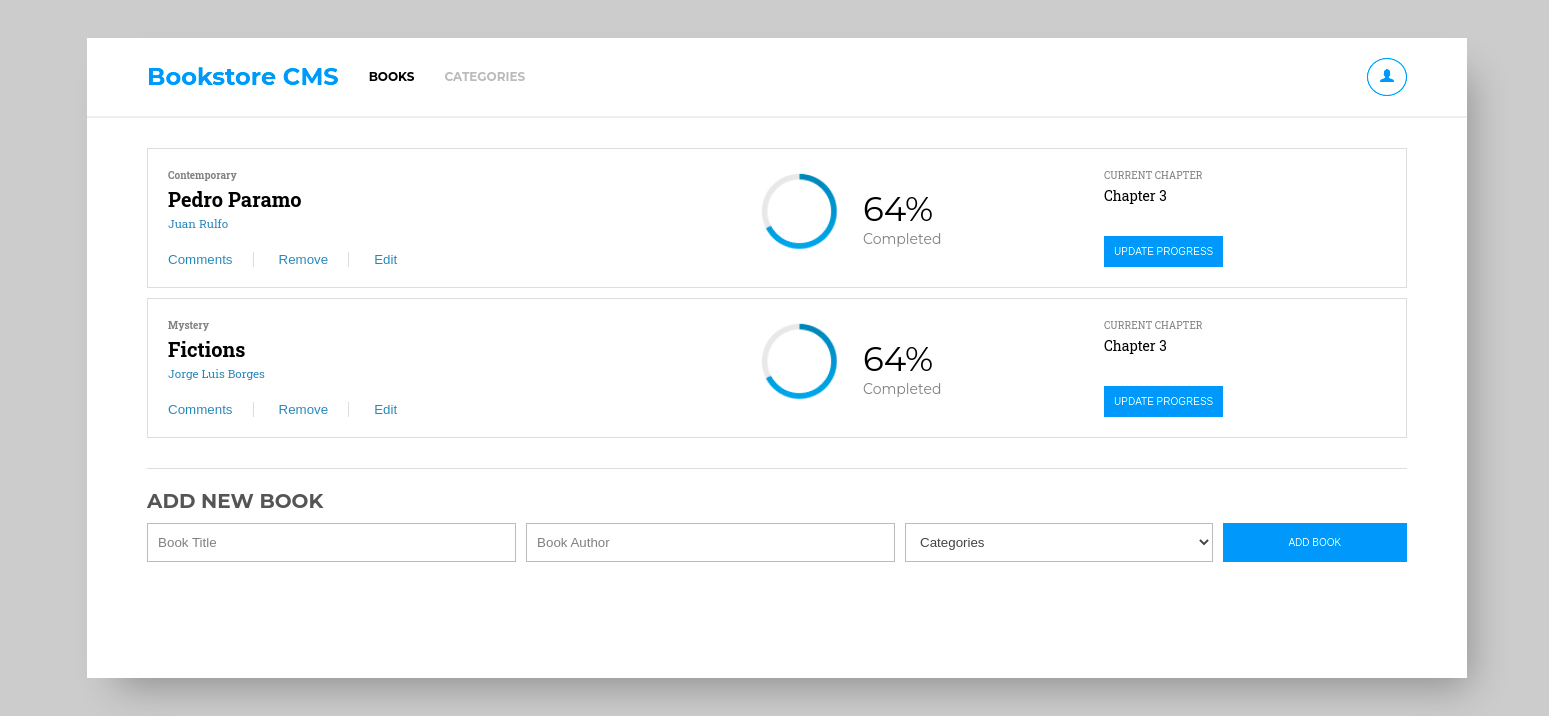 Bookstore CMS BOOKS CATEGORIES
Contemporary
Pedro Paramo
Juan Rulfo
Comments Remove Edit
64%
Completed
CURRENT CHAPTER
Chapter 3
UPDATE PROGRESS
Mystery
Fictions
Jorge Luis Borges
Comments Remove Edit
64%
Completed
CURRENT CHAPTER
Chapter 3
UPDATE PROGRESS
ADD NEW BOOK
Book Title Book Author Categories ADD BOOK